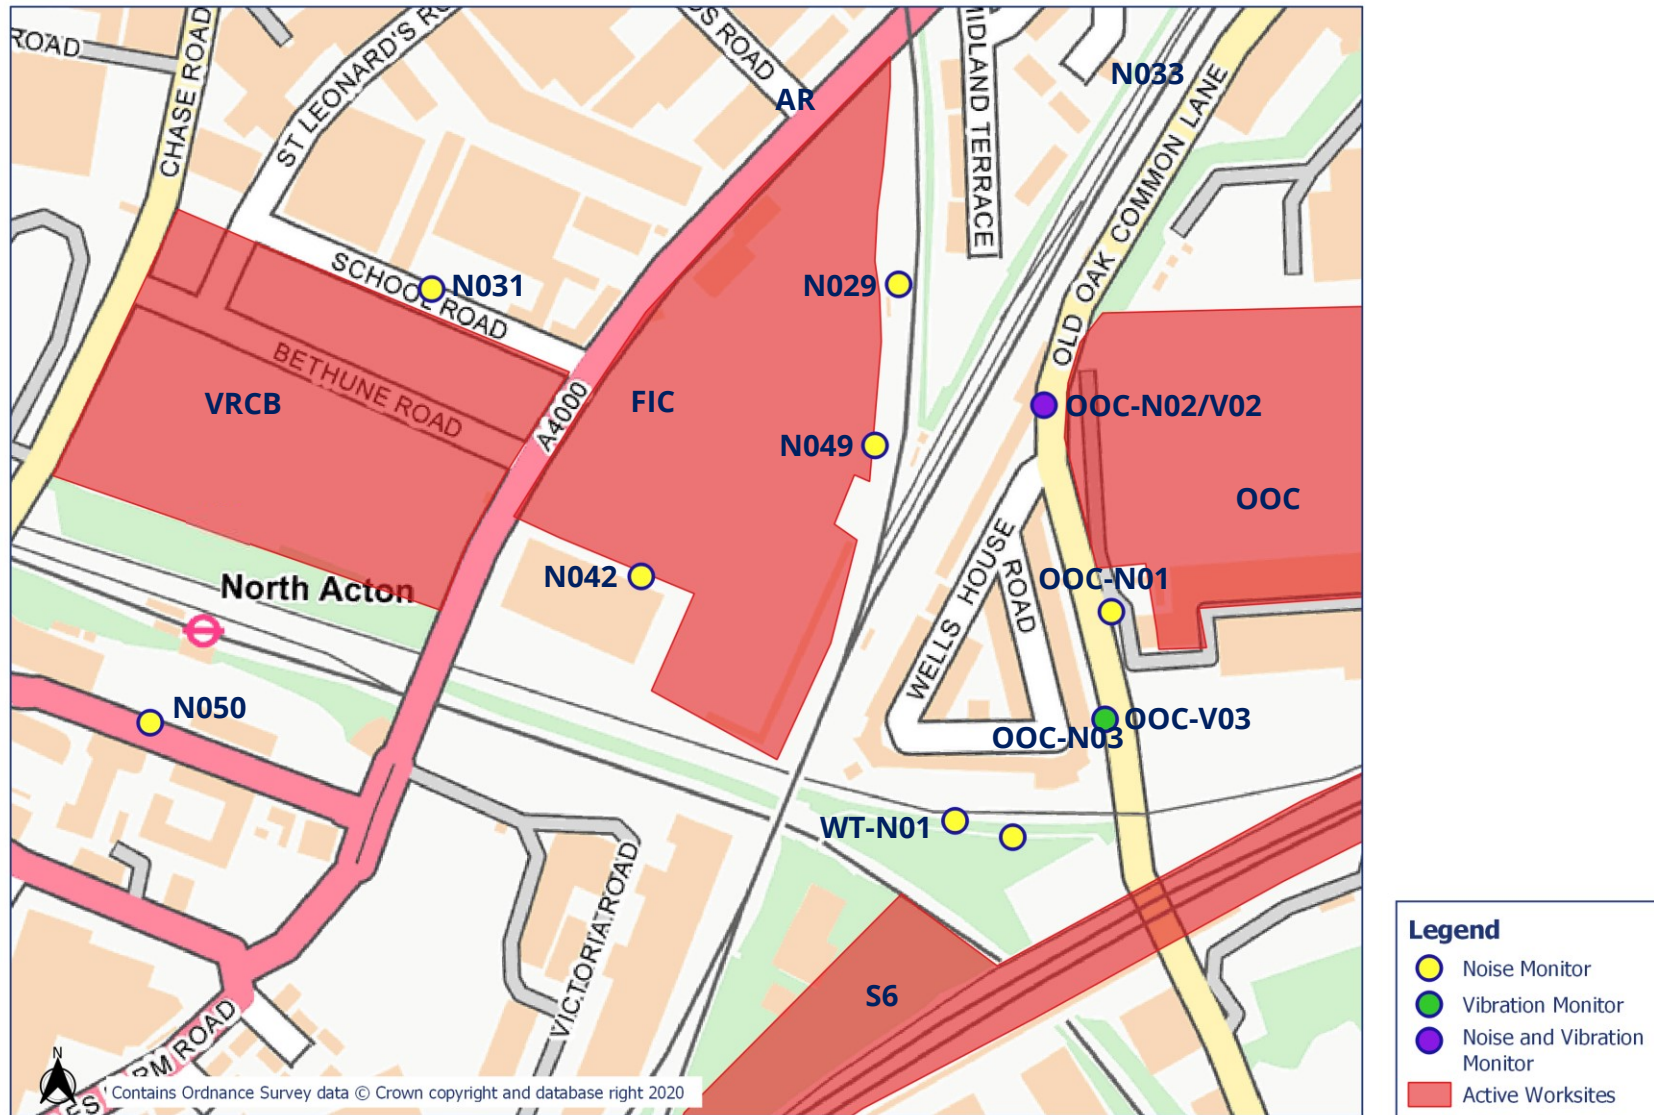 ROAD
CHASE ROAD
ST LEONARD'S
ROAD
AR
MIDLAND TERRACE
N033
OLD OAK COMMON LANE
SCHOOL ROAD
N031
N029
BETHUNE ROAD
VRCB
A4000
FIC
N049
OOC-N02/V02
OOC
North Acton
N042
WELLS HOUSE
ROAD
OOC-N01
N050
OOC-V03
OOC-N03
WT-N01
VICTORIA ROAD
S6
RM ROAD
N
Contains Ordnance Survey data © Crown copyright and database right 2020
Legend
Noise Monitor
Vibration Monitor
Noise and Vibration
Monitor
Active Worksites